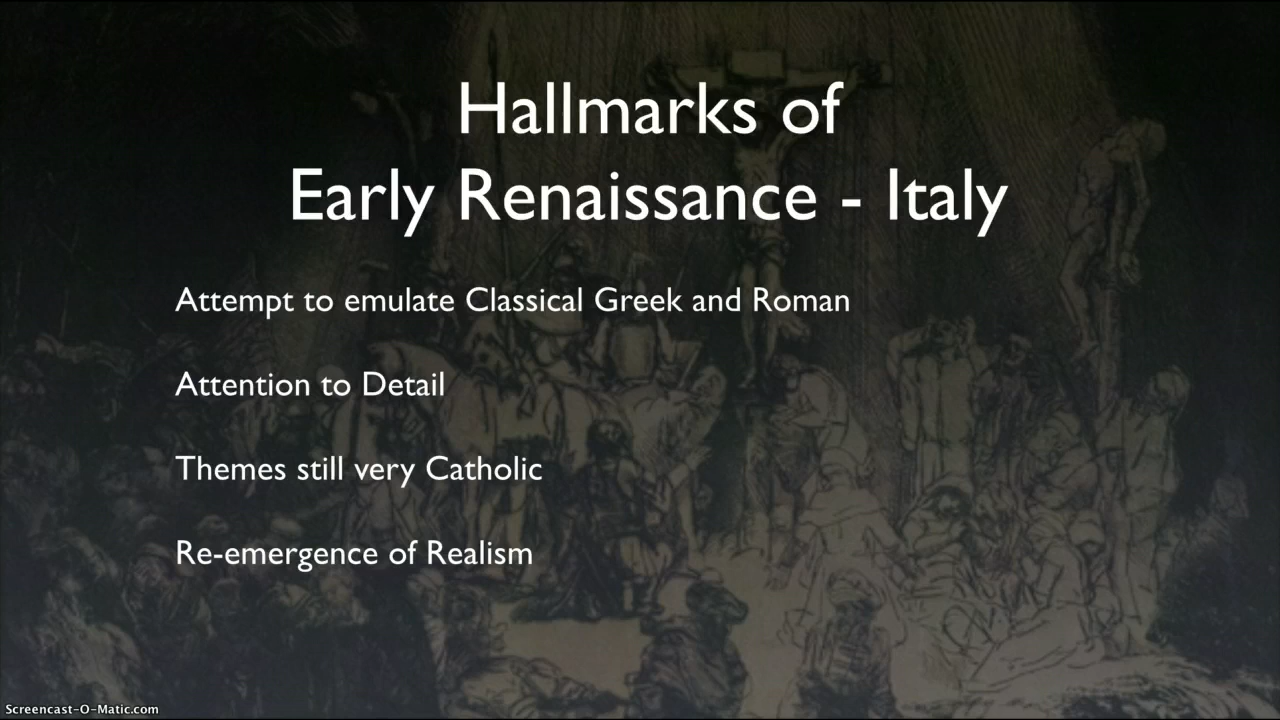 Hallmarks of
Early Renaissance - Italy
Attempt to emulate Classical Greek and Roman
Attention to Detail
Themes still very Catholic
Re-emergence of Realism
Screencast-O-Matic.com